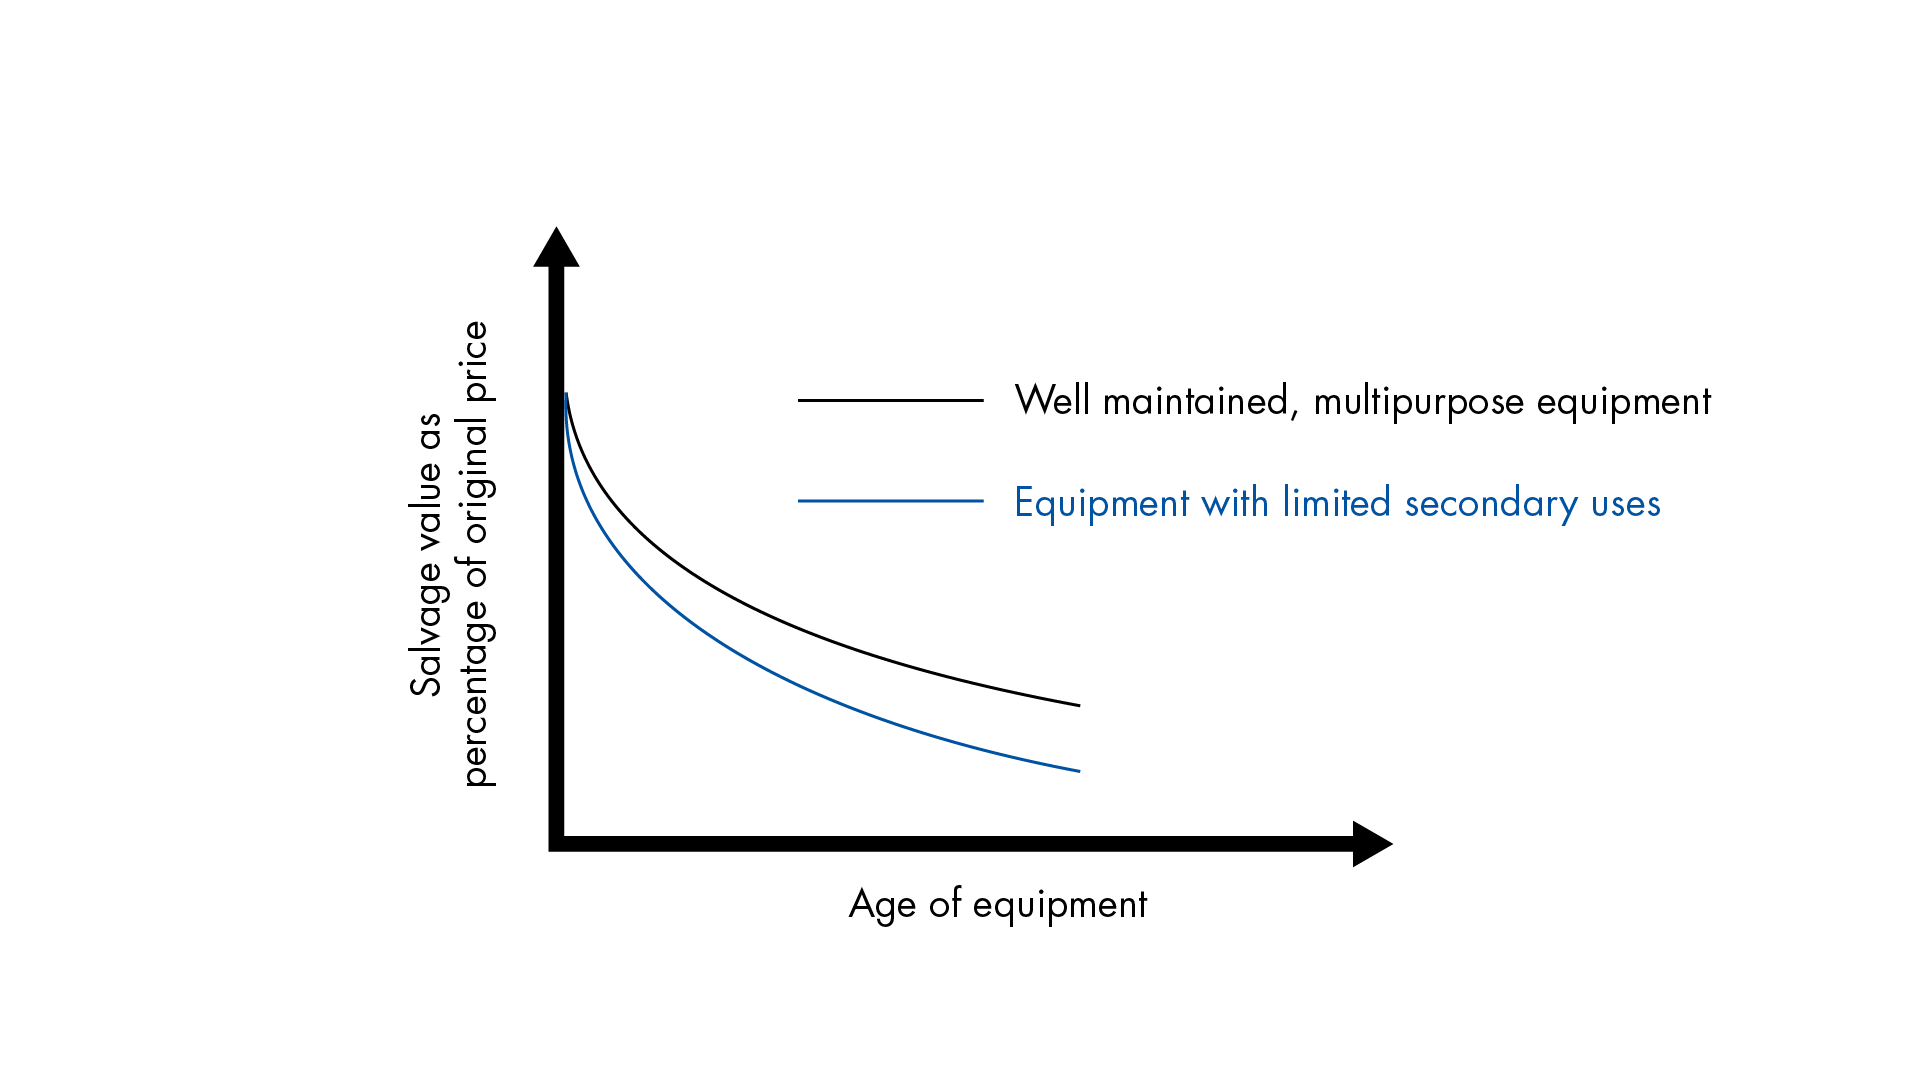 Salvage value as
percentage of original price
Well maintained, multipurpose equipment
Equipment with limited secondary uses
Age of equipment